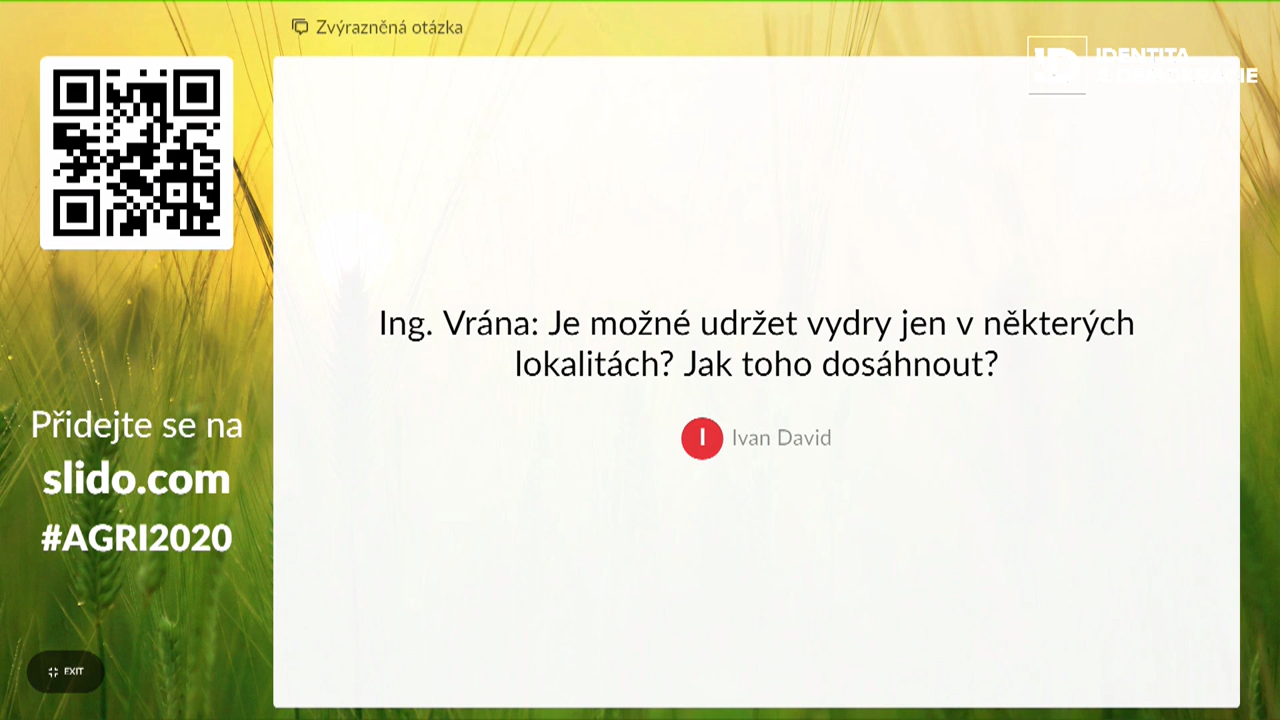 Zvýrazněná otázka
IDENTITA
Ing. Vrána: Je možné udržet vydry jen v některých
lokalitách? Jak toho dosáhnout?
I Ivan David
Přidejte se na
slido.com
#AGRI2020
EXIT